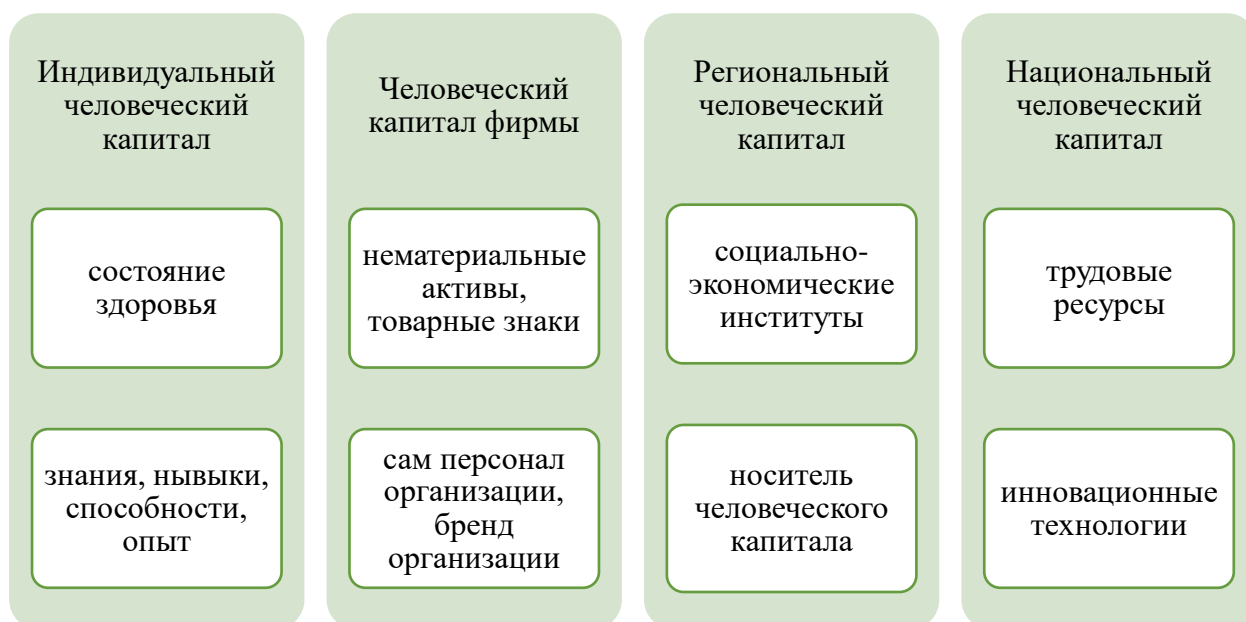 Индивидуальный
человеческий
капитал
состояние
здоровья
знания, нывыки,
способности,
опыт
Человеческий
капитал фирмы
нематериальные
активы,
товарные знаки
сам персонал
организации,
бренд
организации
Региональный
человеческий
капитал
социально-
экономические
институты
носитель
человеческого
капитала
Национальный
человеческий
капитал
трудовые
ресурсы
инновационные
технологии